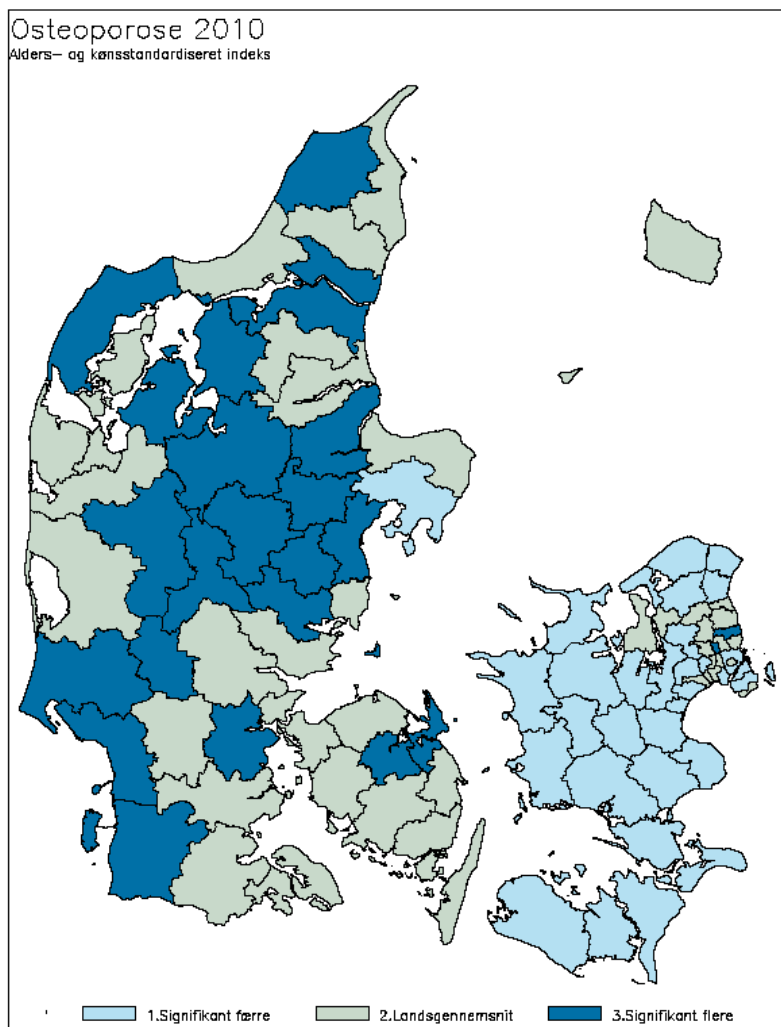 Osteoporose 2010
Alders- og kønsstandardiseret indeks
1.Signifikant færre
2.Landsgennemsnit
3.Signifikant flere